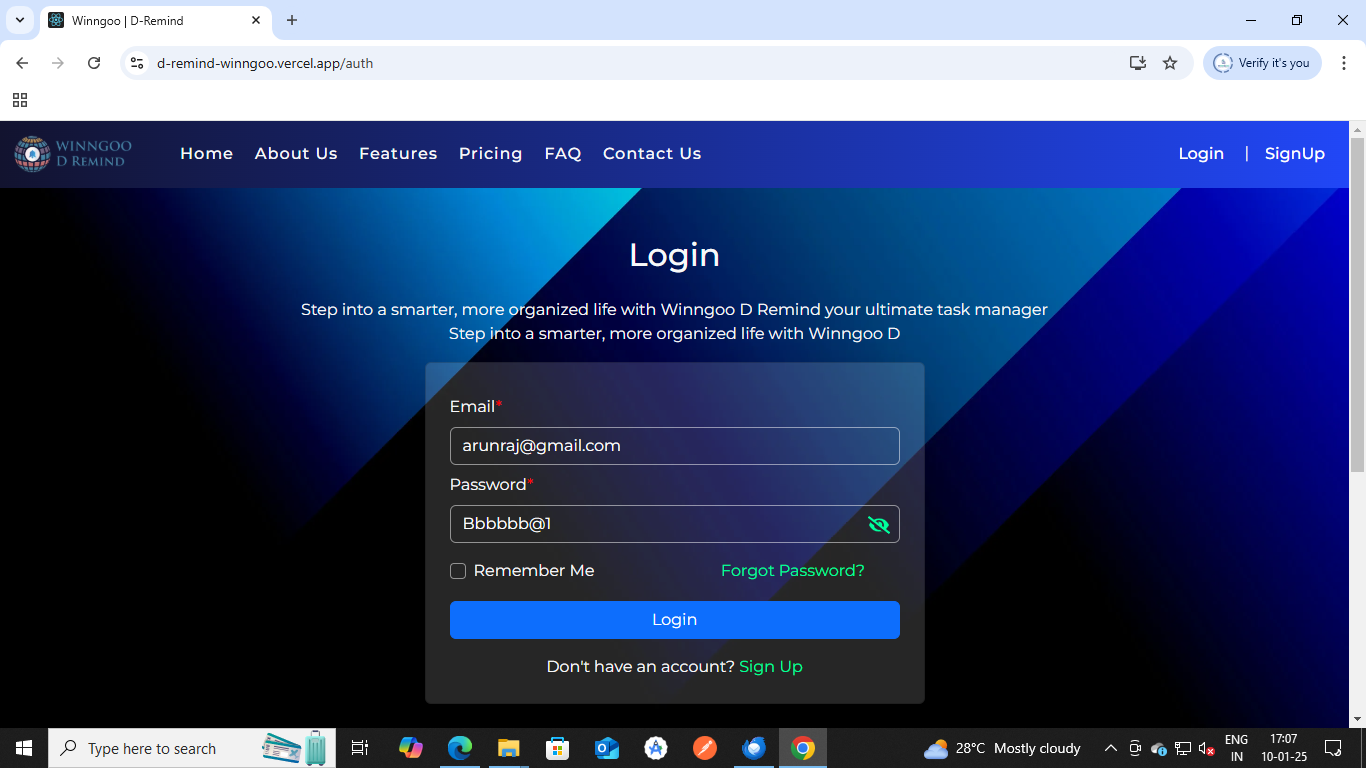 Winngoo | D-Remind
d-remind-winngoo.vercel.app/auth
Verify it's you
WINNGOO
D REMIND
Home About Us Features Pricing FAQ Contact Us Login | SignUp
Login
Step into a smarter, more organized life with Winngoo D Remind your ultimate task manager
Step into a smarter, more organized life with Winngoo D
Email*
arunraj@gmail.com
Password*
Bbbbbb@1
Remember Me Forgot Password?
Login
Don't have an account? Sign Up
Type here to search
28°C Mostly cloudy
ENG
IN
17:07
10-01-25